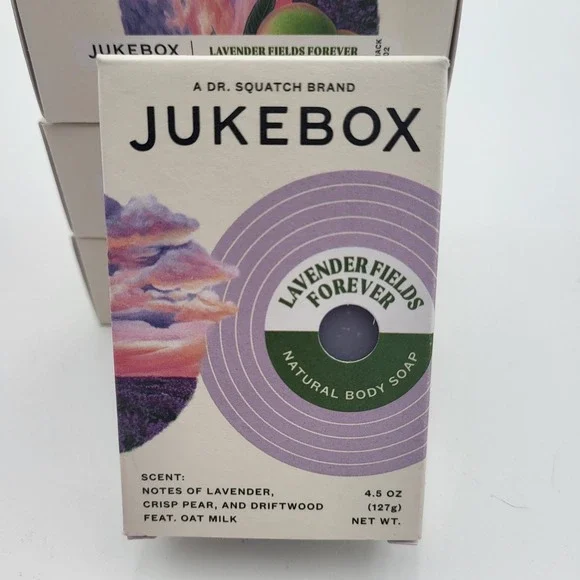 JUKEBOX | LAVENDER FIELDS FOREVER
A DR. SQUATCH BRAND
JUKEBOX
LAVENDER FIELDS
FOREVER
NATURAL BODY SOAP
SCENT:
NOTES OF LAVENDER,
CRISP PEAR, AND DRIFTWOOD
FEAT. OAT MILK
4.5 OZ
(127g)
NET WT.